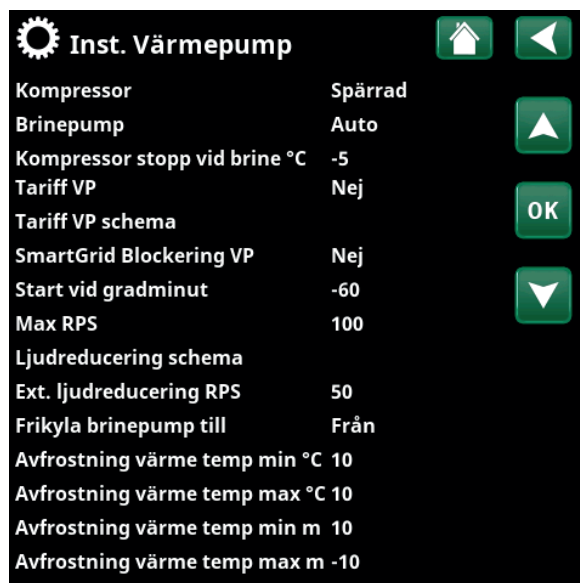 Inst. Värmepump
Kompressor Spärrad
Brinepump Auto
Kompressor stopp vid brine °C -5
Tariff VP Nej
Tariff VP schema
OK
SmartGrid Blockering VP Nej
Start vid gradminut -60
Max RPS 100
Ljudreducering schema
Ext. ljudreducering RPS 50
Frikyla brinepump till Från
Avfrostning värme temp min °C 10
Avfrostning värme temp max °C 10
Avfrostning värme temp min m 10
Avfrostning värme temp max m -10